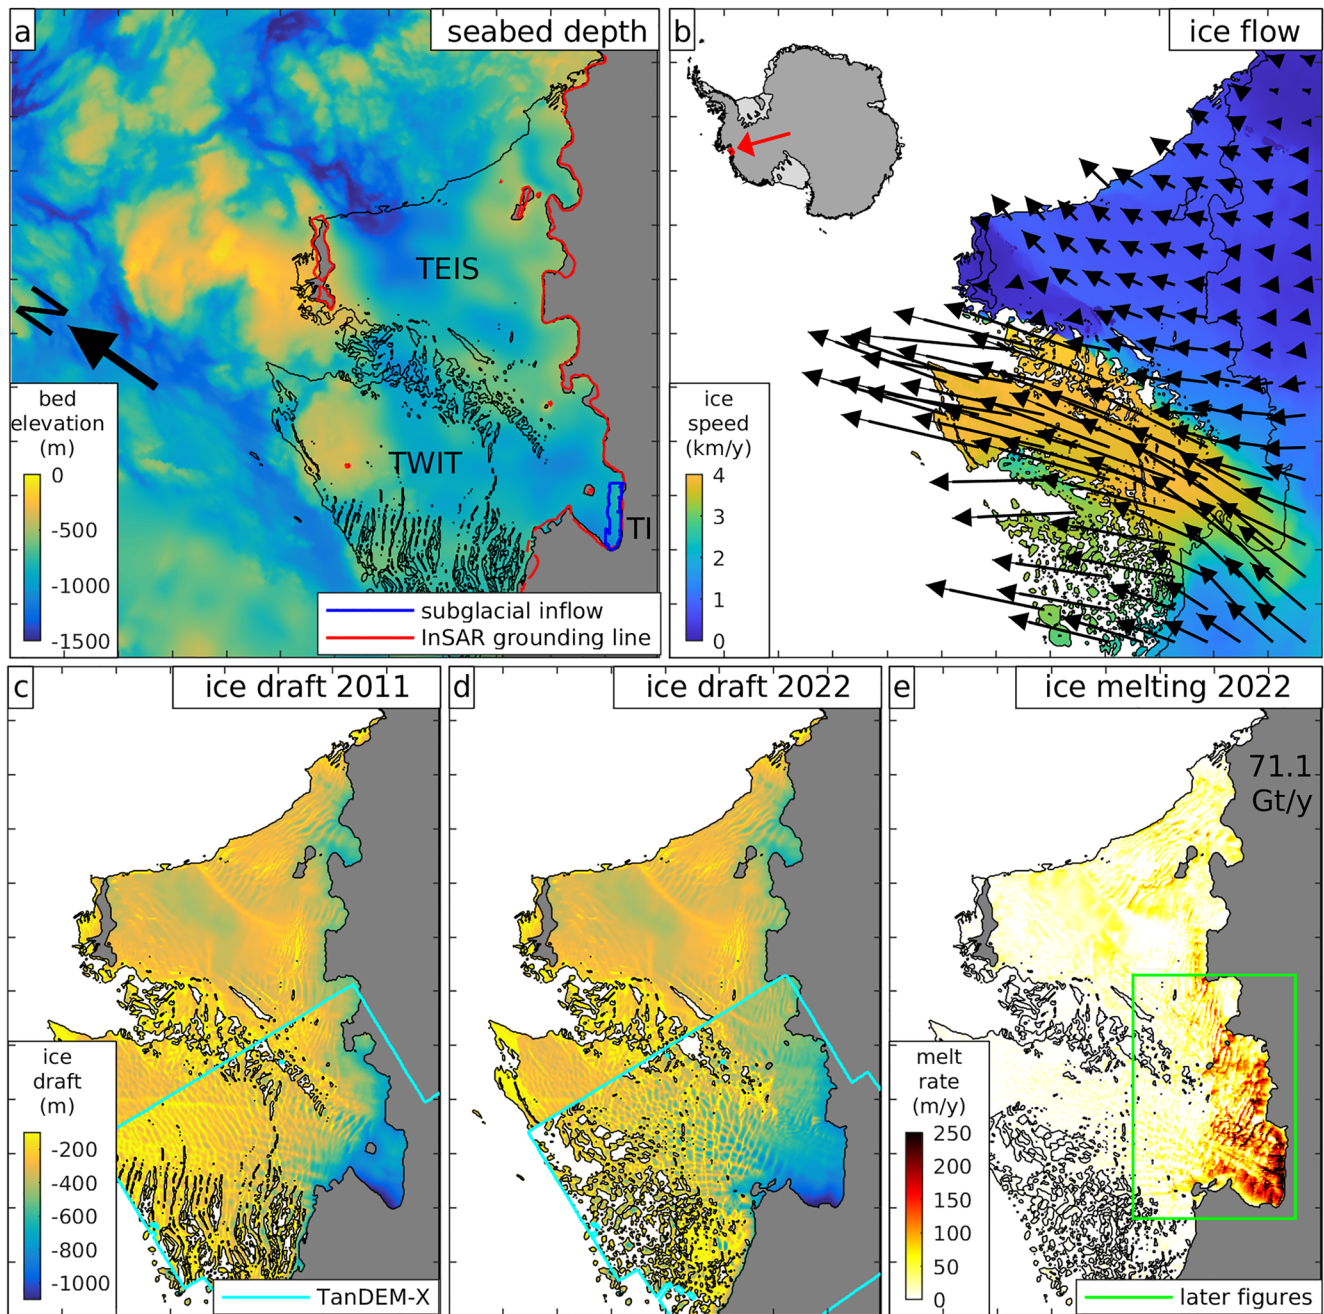 a
seabed depth
TEIS
TWIT
TI
N
bed
elevation
(m)
0
-500
-1000
-1500
subglacial inflow
InSAR grounding line
b
ice flow
ice
speed
(km/y)
4
3
2
1
0
c
ice draft 2011
ice
draft
(m)
-200
-400
-600
-800
-1000
TanDEM-X
d
ice draft 2022
e
ice melting 2022
71.1
Gt/y
melt
rate
(m/y)
250
200
150
100
50
0
later figures